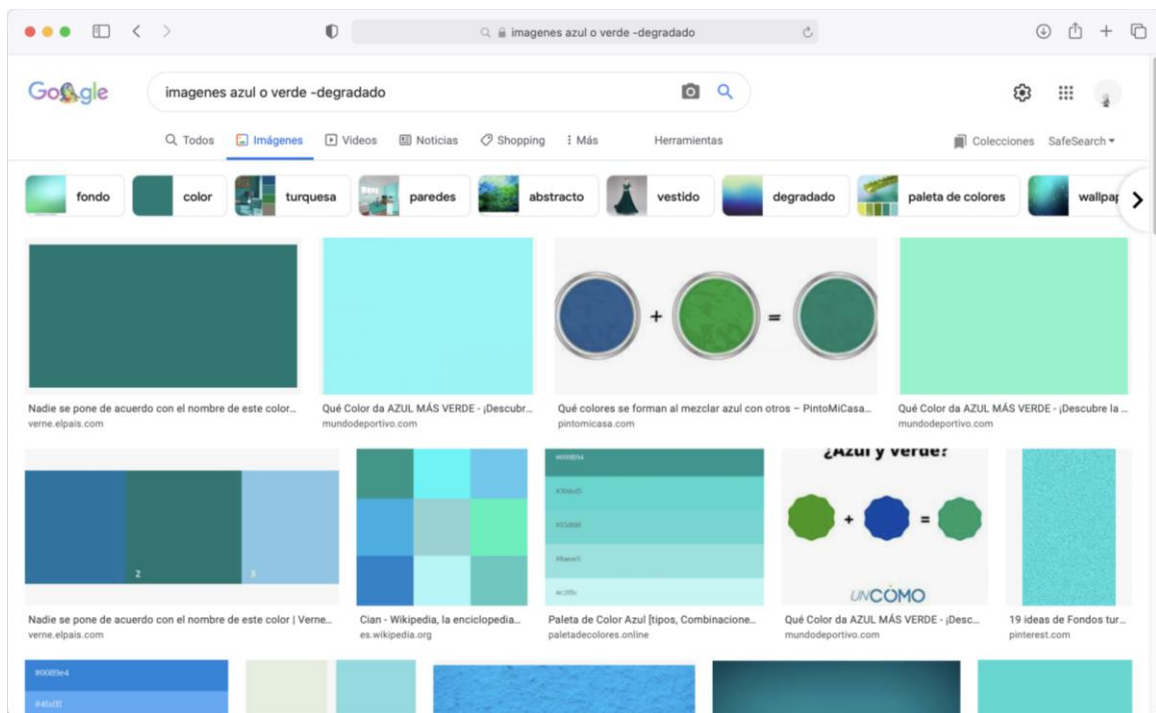 imagenes azul o verde -degradado
Google
imagenes azul o verde -degradado
Todos Imágenes Videos Noticias Shopping Más Herramientas Colecciones SafeSearch
fondo color turquesa paredes abstracto vestido degradado paleta de colores wallpap
+ =
Nadie se pone de acuerdo con el nombre de este color... Qué Color da AZUL MÁS VERDE - ¡Descubr... Qué colores se forman al mezclar azul con otros – PintoMiCasa... Qué Color da AZUL MÁS VERDE - ¡Descubre la ...
verne.elpais.com mundodeportivo.com pintomicasa.com mundodeportivo.com
¿Azul y verde?
+ =
2 3
UNCOMO
Nadie se pone de acuerdo con el nombre de este color | Verne... Cian - Wikipedia, la enciclopedia... Paleta de Color Azul [tipos, Combinacione... Qué Color da AZUL MÁS VERDE - ¡Desc... 19 ideas de Fondos tur...
verne.elpais.com es.wikipedia.org paletadecolores.online mundodeportivo.com pinterest.com